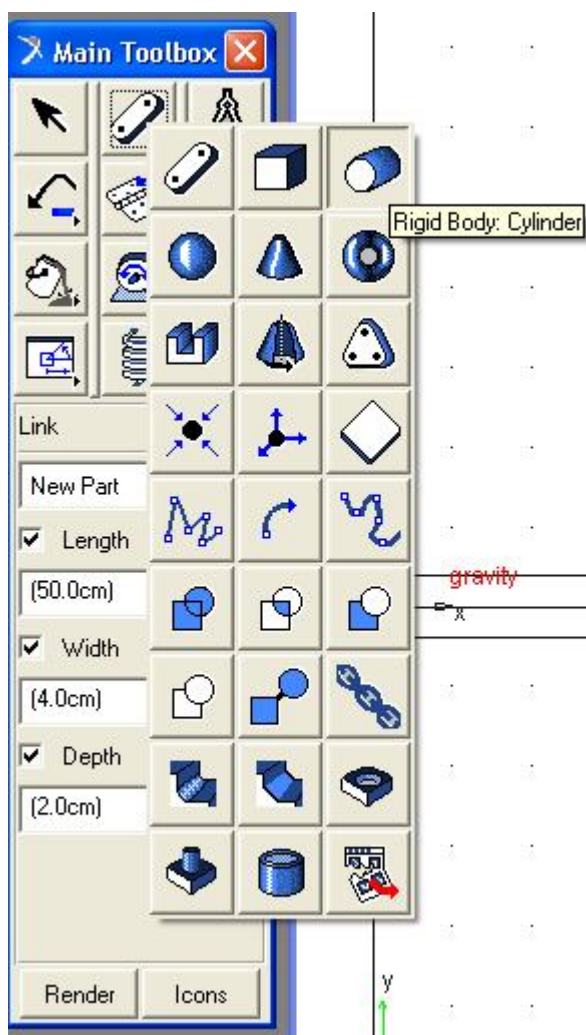 Main Toolbox
Rigid Body: Cylinder
Link
New Part
Length
(50.0cm)
gravity
x
Width
(4.0cm)
Depth
(2.0cm)
y
Render
Icons